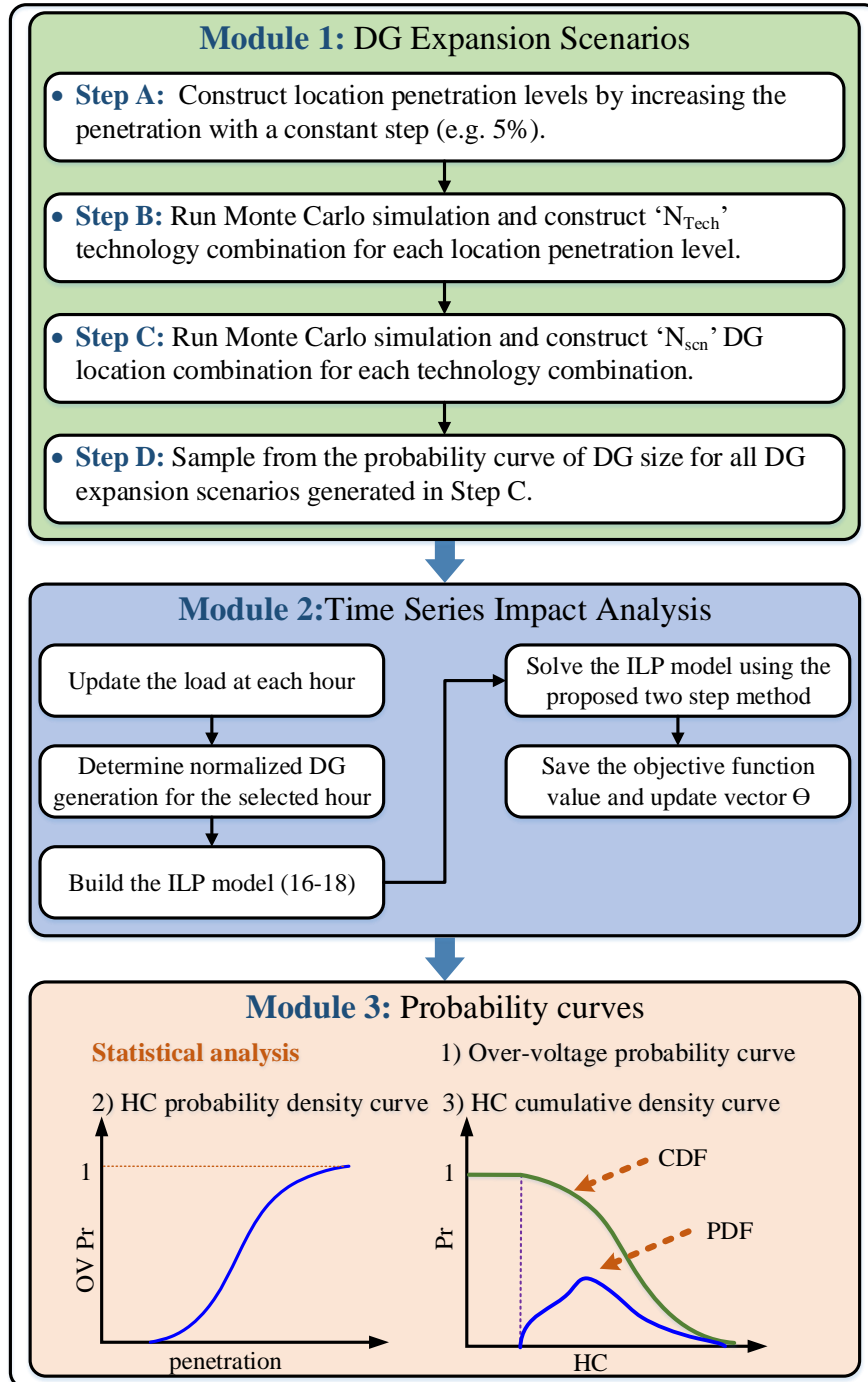 Module 1: DG Expansion Scenarios
• Step A: Construct location penetration levels by increasing the
penetration with a constant step (e.g. 5%).
• Step B: Run Monte Carlo simulation and construct ‘N_Tech’
technology combination for each location penetration level.
• Step C: Run Monte Carlo simulation and construct ‘N_scn’ DG
location combination for each technology combination.
• Step D: Sample from the probability curve of DG size for all DG
expansion scenarios generated in Step C.
Module 2:Time Series Impact Analysis
Update the load at each hour
Determine normalized DG
generation for the selected hour
Build the ILP model (16-18)
Solve the ILP model using the
proposed two step method
Save the objective function
value and update vector Ө
Module 3: Probability curves
Statistical analysis
1) Over-voltage probability curve
2) HC probability density curve
3) HC cumulative density curve
1
OV Pr
penetration
1
Pr
CDF
PDF
HC